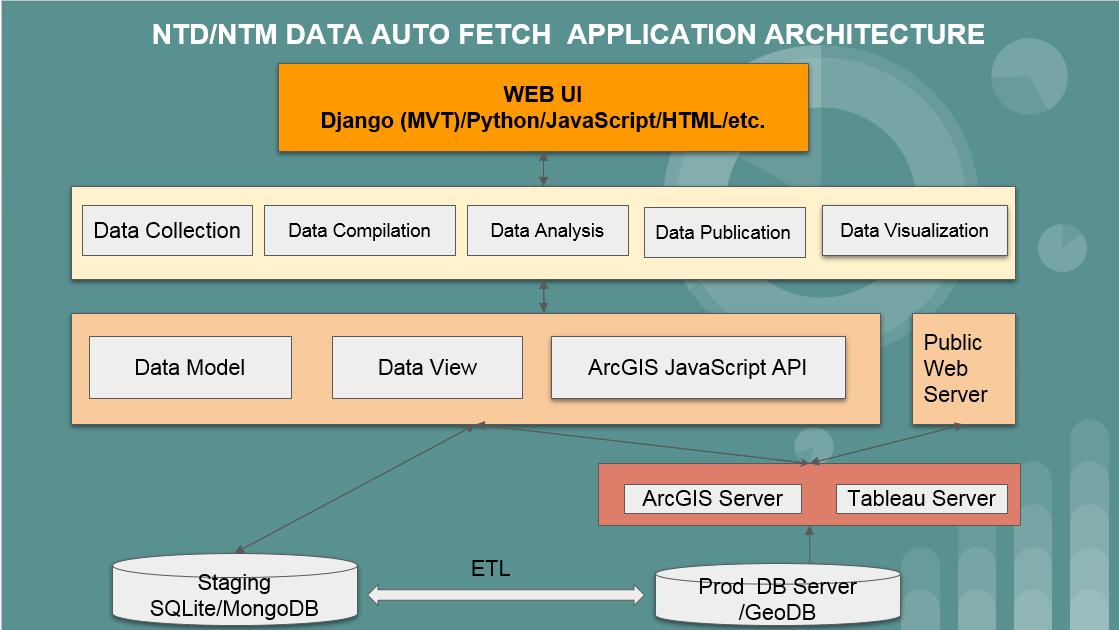 NTD/NTM DATA AUTO FETCH  APPLICATION ARCHITECTURE
WEB UI
Django (MVT)/Python/JavaScript/HTML/etc.
Data Collection
Data Compilation
Data Analysis
Data Publication
Data Visualization
Data Model
Data View
ArcGIS JavaScript API
Public
Web
Server
ArcGIS Server
Tableau Server
ETL
Staging
SQLite/MongoDB
Prod  DB Server
/GeoDB